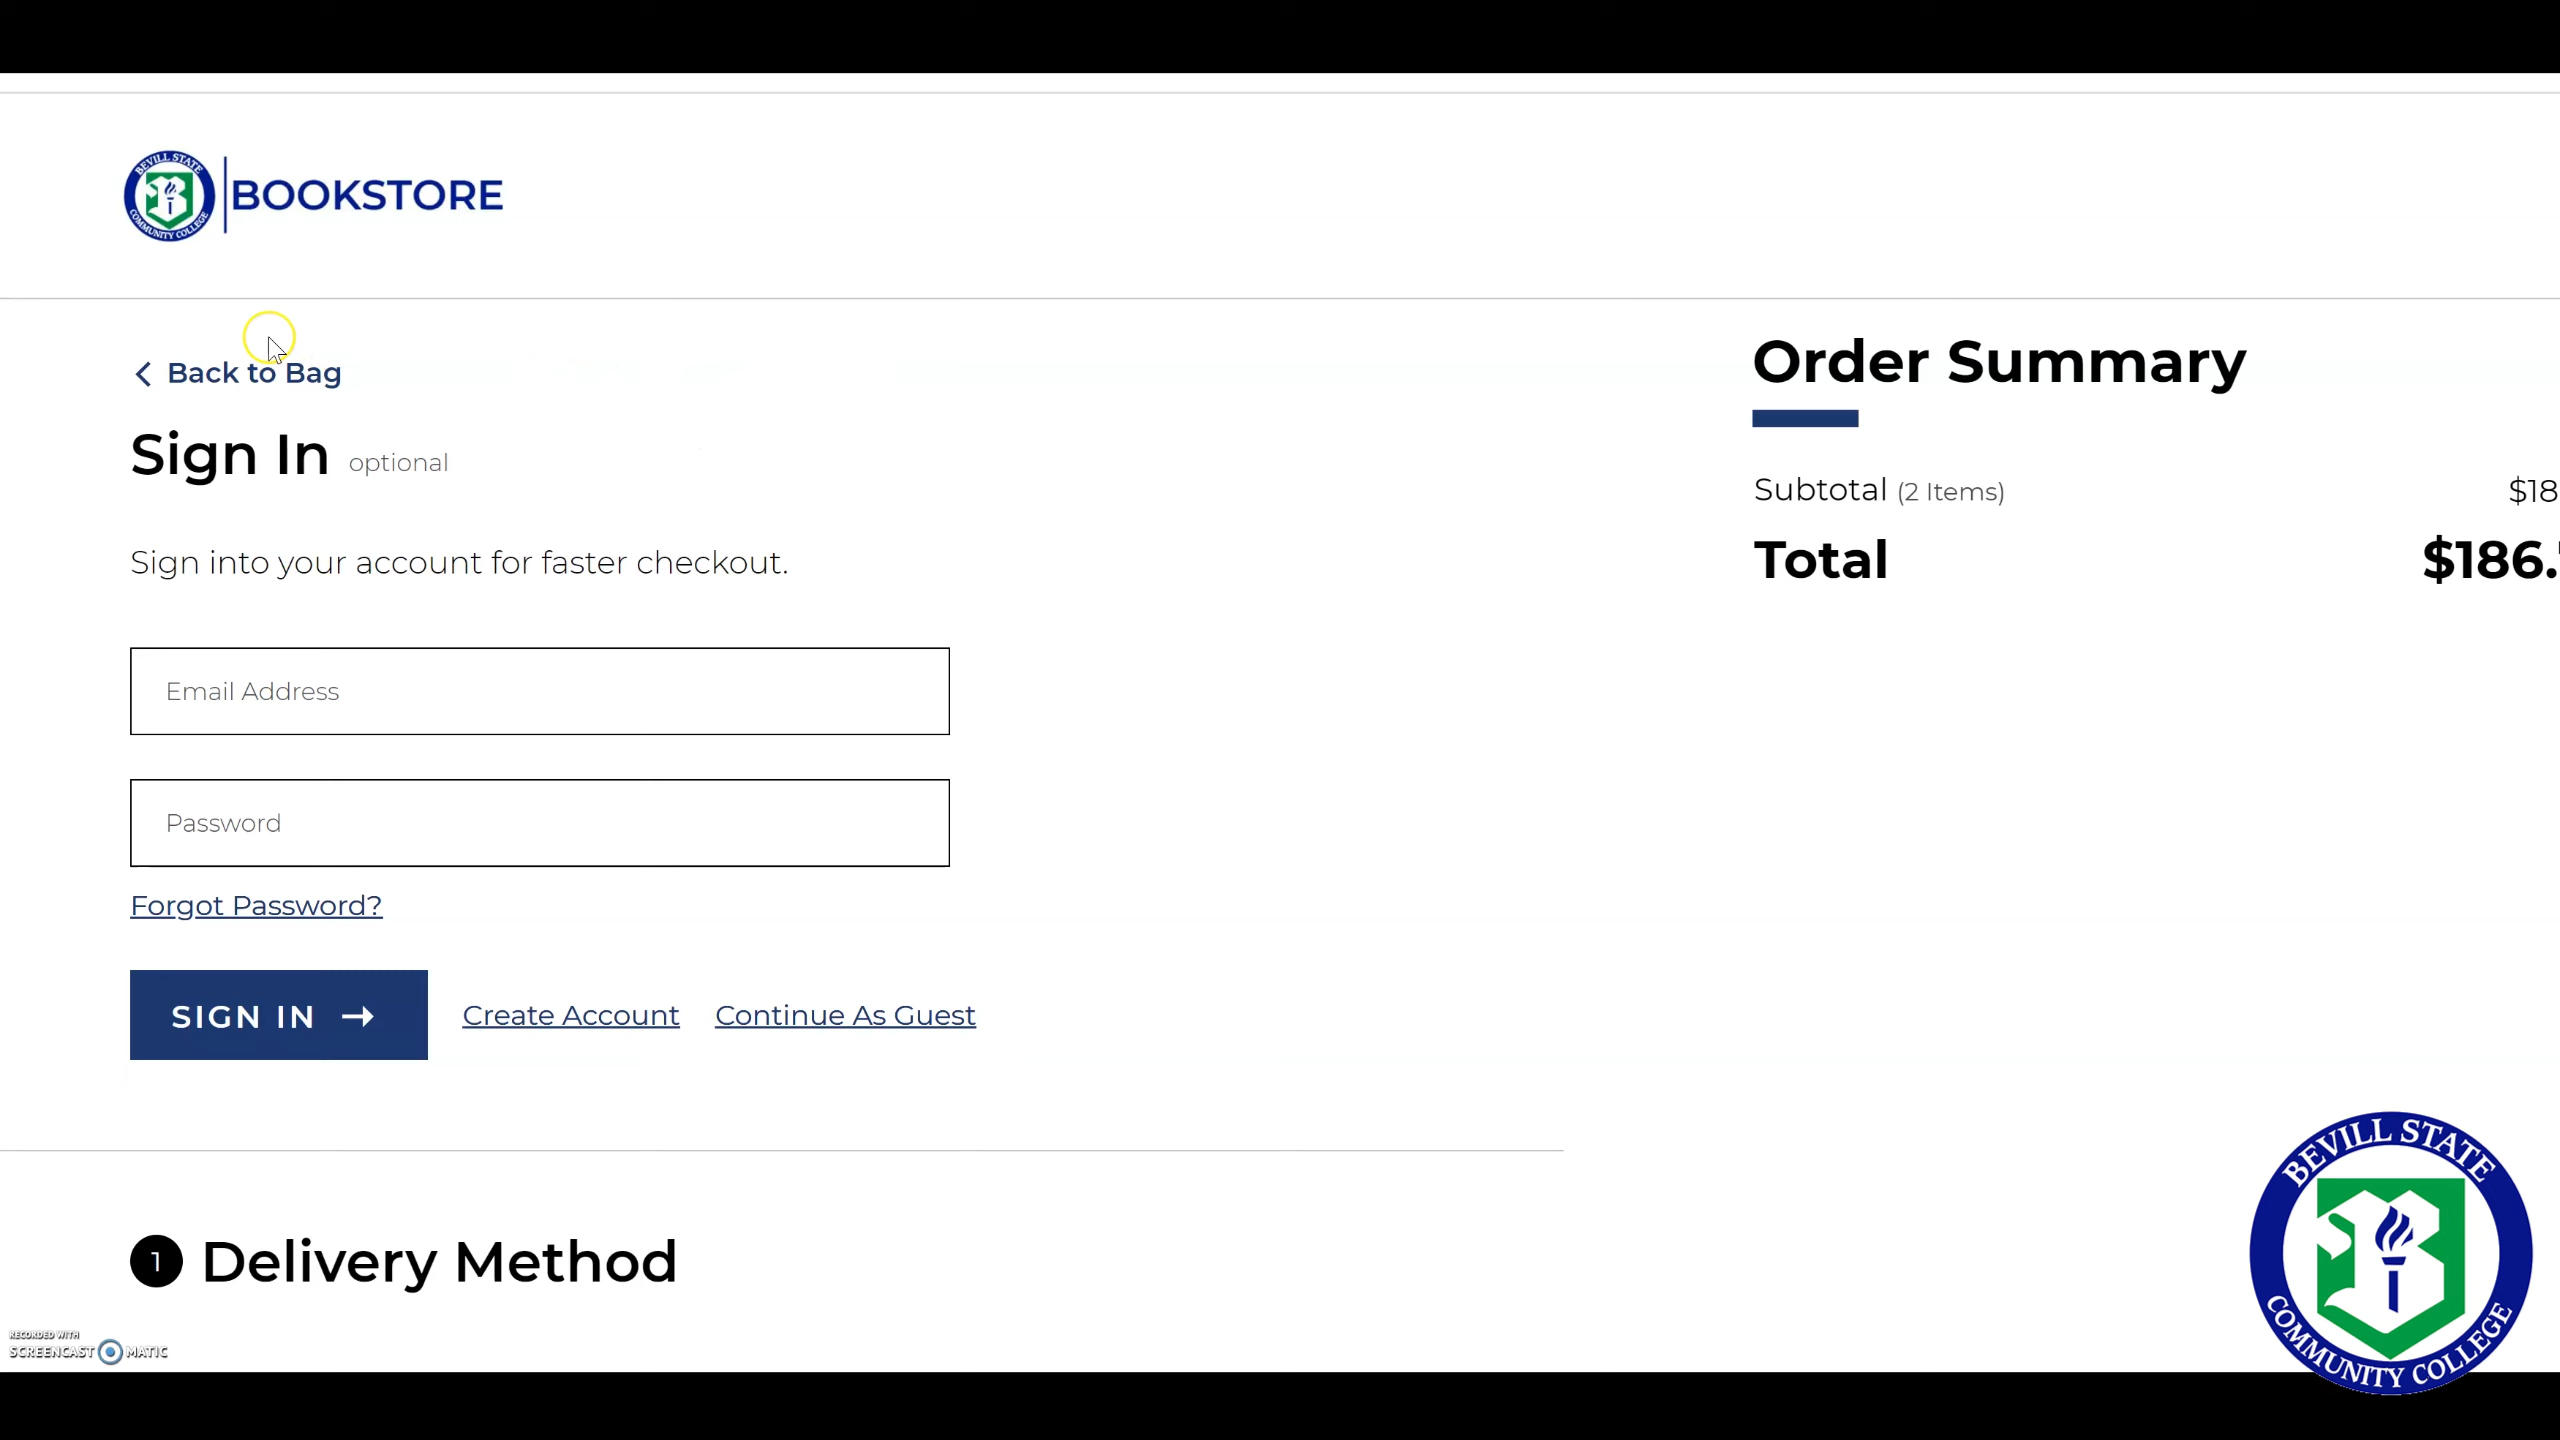 BEVILL STATE
COMMUNITY COLLEGE
BOOKSTORE
Back to Bag
Sign In optional
Sign into your account for faster checkout.
Email Address
Password
Forgot Password?
SIGN IN
Create Account
Continue As Guest
1 Delivery Method
Order Summary
Subtotal (2 Items) $18
Total $186.
BEVILL STATE
COMMUNITY COLLEGE
RECORDED WITH
SCREENCAST MATIC